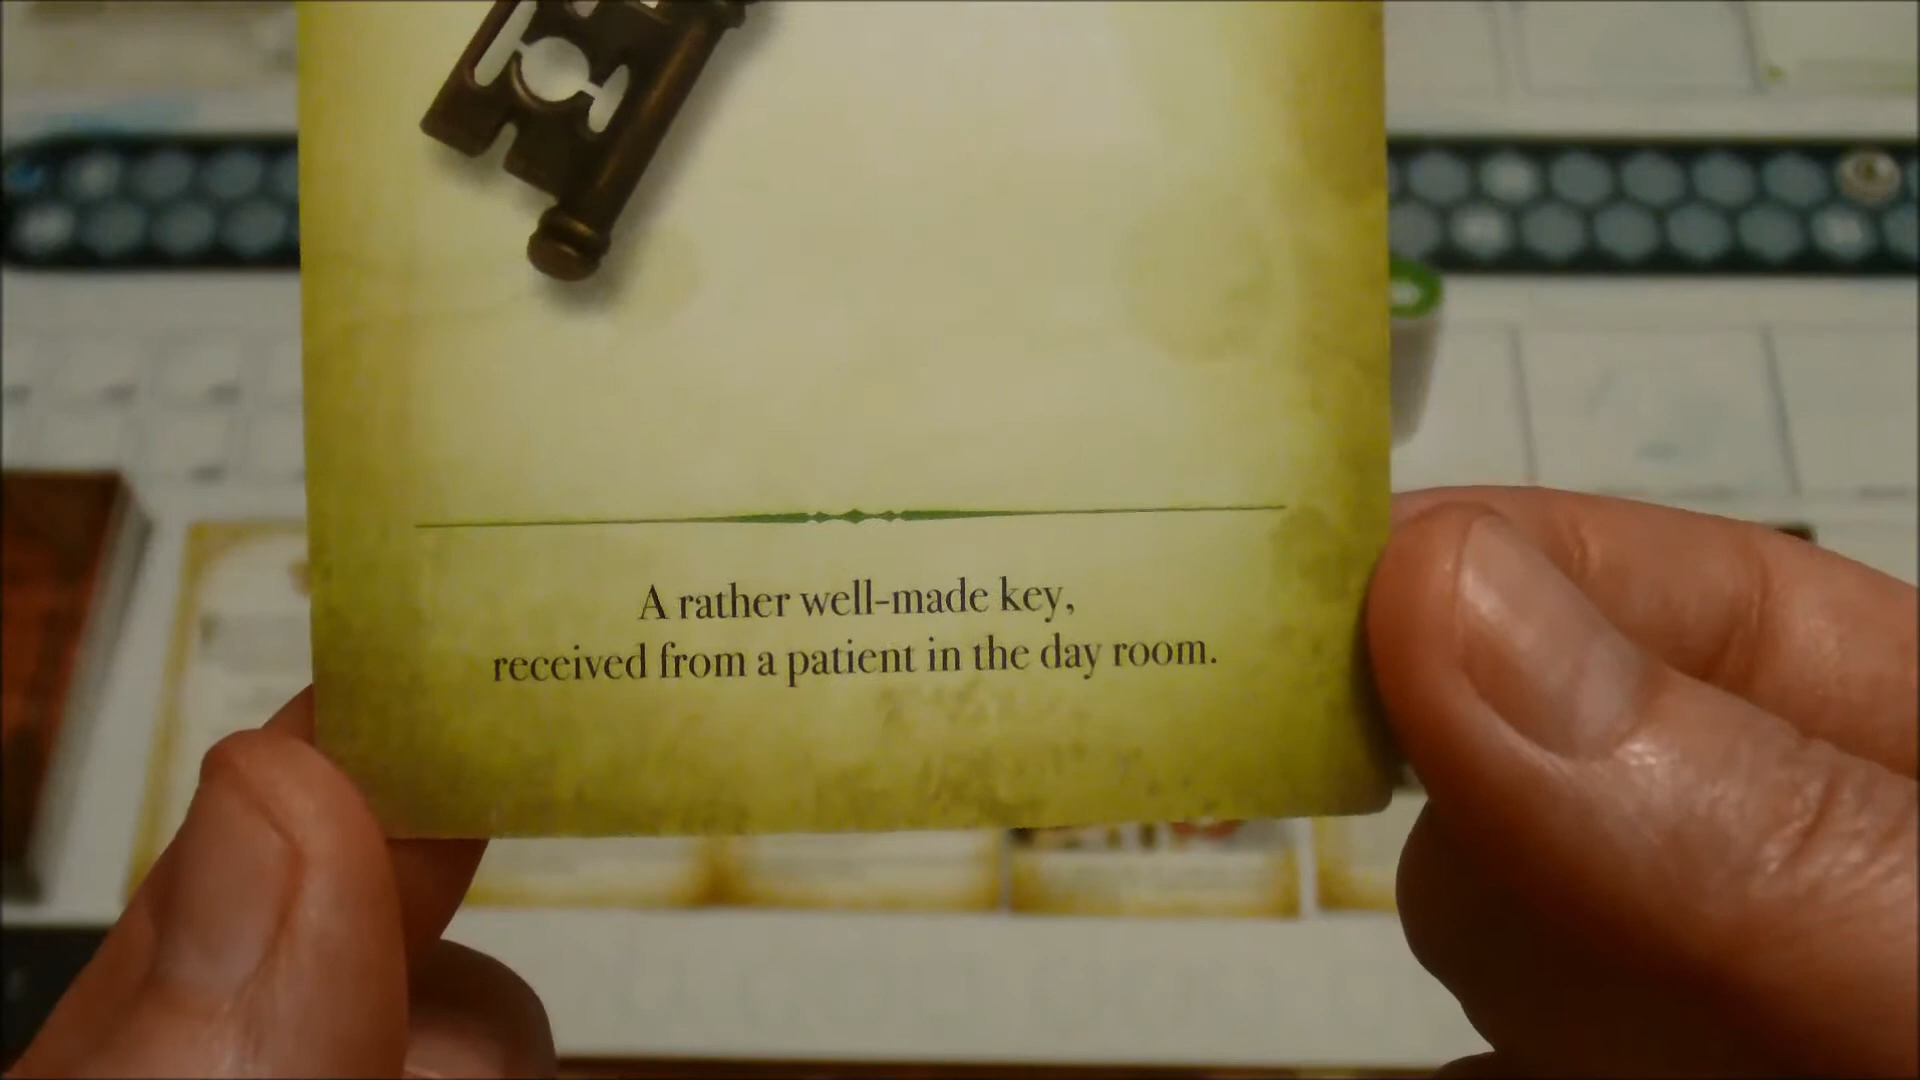 A rather well-made key,
received from a patient in the day room.